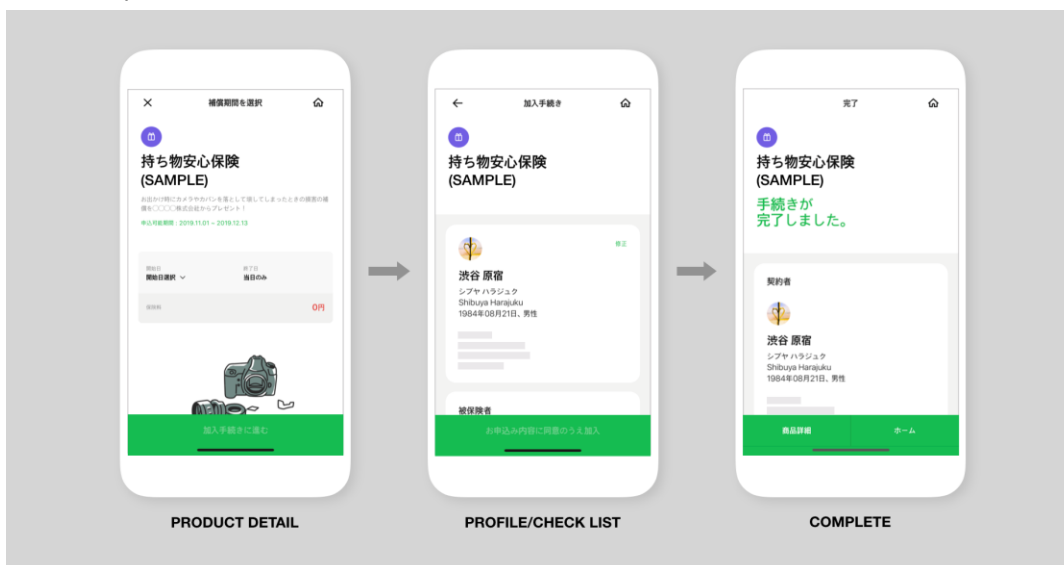 補償期間を選択
持ち物安心保険
(SAMPLE)
お出かけ時にカメラやカバンを落として壊してしまったときの損害の補
償を〇〇〇〇株式会社からプレゼント！
申込可能期間：2019.11.01 ~ 2019.12.13
開始日
終了日
開始日選択
当日のみ
保険料
0円
加入手続きに進む
PRODUCT DETAIL
加入手続き
持ち物安心保険
(SAMPLE)
修正
渋谷 原宿
シブヤ ハラジュク
Shibuya Harajuku
1984年08月21日、男性
被保険者
お申込み内容に同意のうえ加入
PROFILE/CHECK LIST
完了
持ち物安心保険
(SAMPLE)
手続きが
完了しました。
契約者
渋谷 原宿
シブヤ ハラジュク
Shibuya Harajuku
1984年08月21日、男性
商品詳細
ホーム
COMPLETE